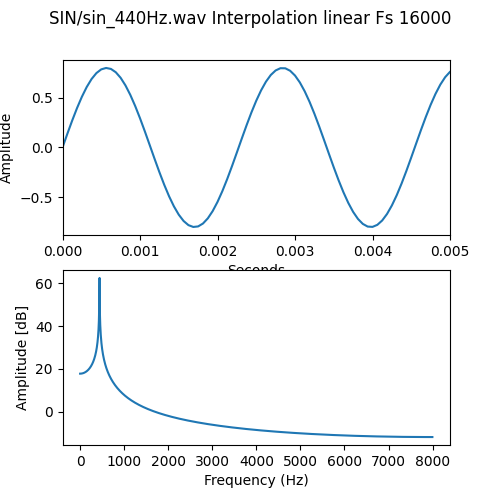 SIN/sin_440Hz.wav Interpolation linear Fs 16000
0.5
0.0
−0.5
Amplitude
0.000 0.001 0.002 0.003 0.004 0.005
Seconds
60
40
20
0
Amplitude [dB]
0 1000 2000 3000 4000 5000 6000 7000 8000
Frequency (Hz)